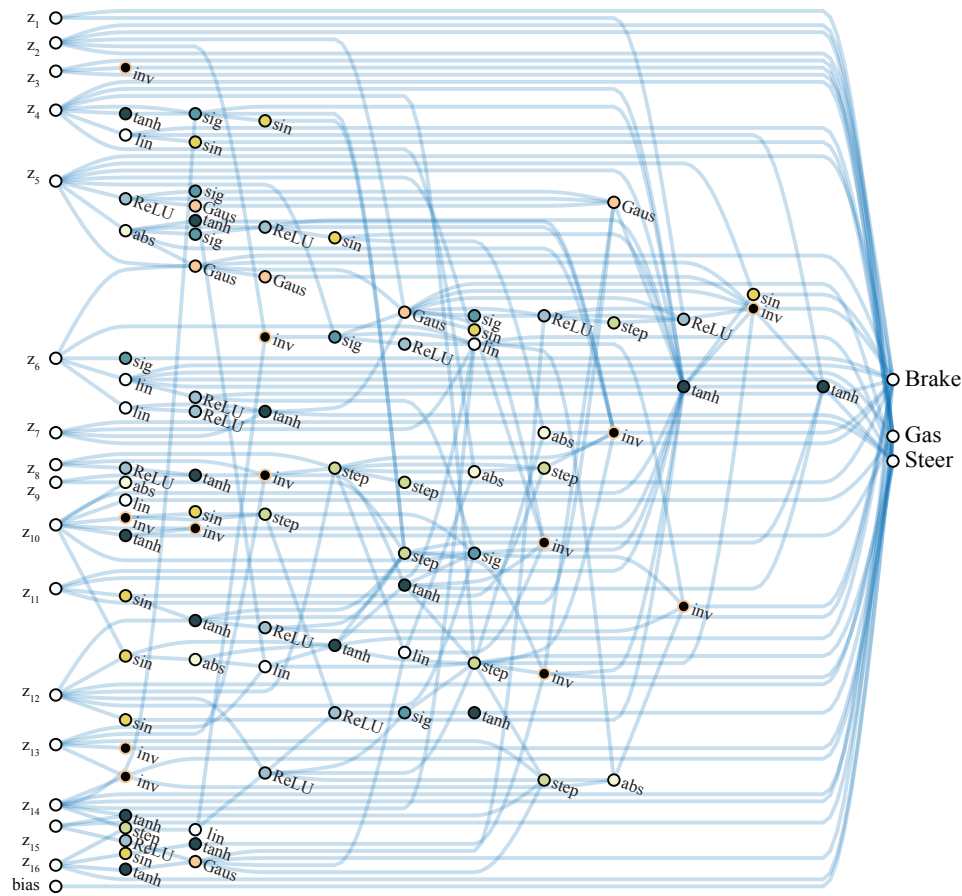 z1
z2
z3
inv
z4
tanh
sig
sin
lin
sin
z5
sig
ReLU
Gaus
Gaus
tanh
abs
sig
ReLU
sin
Gaus
Gaus
sin
inv
Gaus
sig
ReLU
step
ReLU
sin
inv
sig
ReLU
lin
z6
sig
lin
Brake
tanh
tanh
ReLU
lin
ReLU
tanh
z7
abs
inv
Gas
Steer
z8
ReLU
tanh
inv
step
abs
step
z9
abs
step
lin
z10
inv
sin
step
tanh
inv
inv
step
sig
z11
sin
tanh
inv
tanh
ReLU
tanh
lin
sin
abs
lin
step
inv
z12
sin
ReLU
sig
tanh
z13
inv
inv
ReLU
step
abs
z14
tanh
step
lin
z15
ReLU
tanh
sin
z16
tanh
Gaus
bias